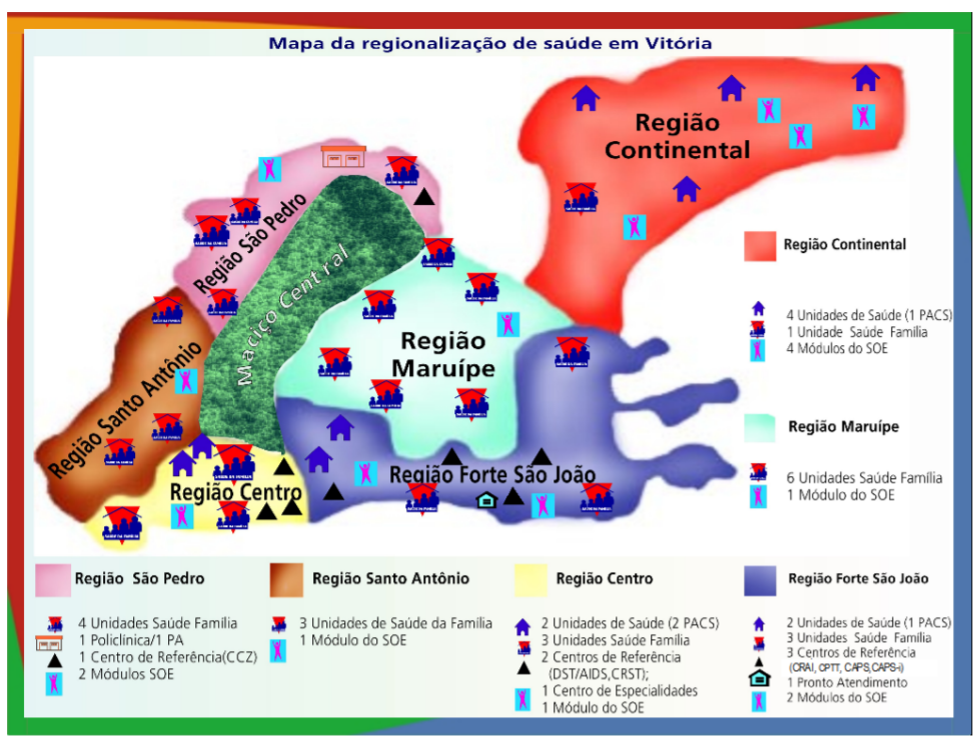 Mapa da regionalização de saúde em Vitória
Região
Continental
Região São Pedro
Maciço Central
Região
Maruípe
Região Santo Antônio
Região Centro
Região Forte São João
Região Continental
4 Unidades de Saúde (1 PACS)
1 Unidade Saúde Família
4 Módulos do SOE
Região Maruípe
6 Unidades Saúde Família
1 Módulo do SOE
Região São Pedro
4 Unidades Saúde Família
1 Policlínica/1 PA
1 Centro de Referência(CCZ)
2 Módulos SOE
Região Santo Antônio
3 Unidades de Saúde da Família
1 Módulo do SOE
Região Centro
2 Unidades de Saúde (2 PACS)
3 Unidades Saúde Família
2 Centros de Referência
(DST/AIDS,CRST);
1 Centro de Especialidades
1 Módulo do SOE
Região Forte São João
2 Unidades de Saúde (1 PACS)
3 Unidades Saúde Família
3 Centros de Referência
(CRAI, CPTT, CAPS,CAPS-i)
1 Pronto Atendimento
2 Módulos do SOE